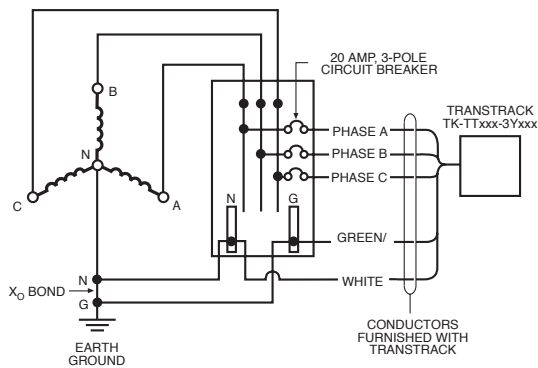 20 AMP, 3-POLE
CIRCUIT BREAKER
B
TRANSTRACK
TK-TTxxx-3Yxxx
PHASE A
N
PHASE B
PHASE C
C
A
N
G
GREEN/
N
WHITE
X₀ BOND
G
EARTH
GROUND
CONDUCTORS
FURNISHED WITH
TRANSTRACK